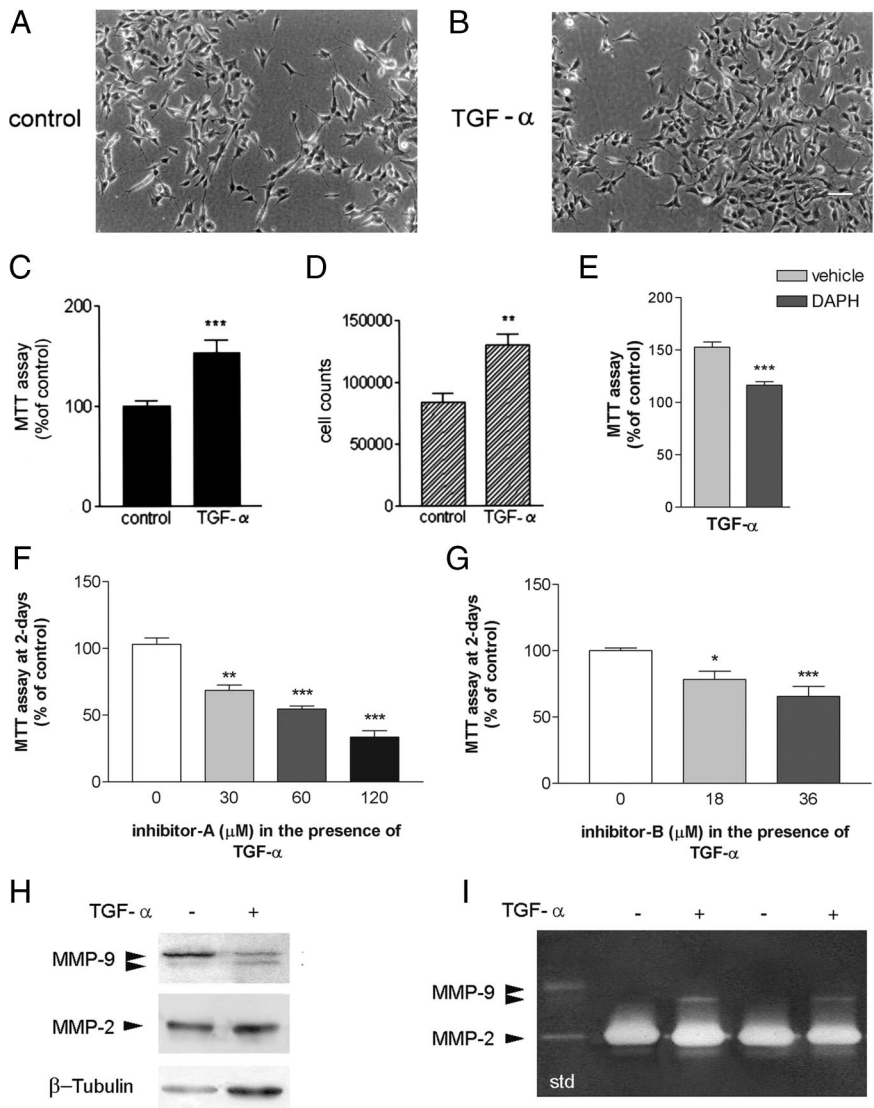 A
B
control
TGF - α
C
D
E
vehicle
DAPH
200
100
0
MTT assay
(%of control)
***
control
TGF- α
150000
100000
50000
0
cell counts
**
control
TGF- α
200
150
100
50
0
MTT assay
(%of control)
***
TGF-α
F
G
150
100
50
0
MTT assay at 2-days
(% of control)
**
***
***
0
30
60
120
inhibitor-A (µM) in the presence of
TGF-α
150
100
50
0
MTT assay at 2-days
(% of control)
*
***
0
18
36
inhibitor-B (µM) in the presence of
TGF-α
H
TGF- α - +
MMP-9
MMP-2
β–Tubulin
I
TGF- α - + - +
MMP-9
MMP-2
std